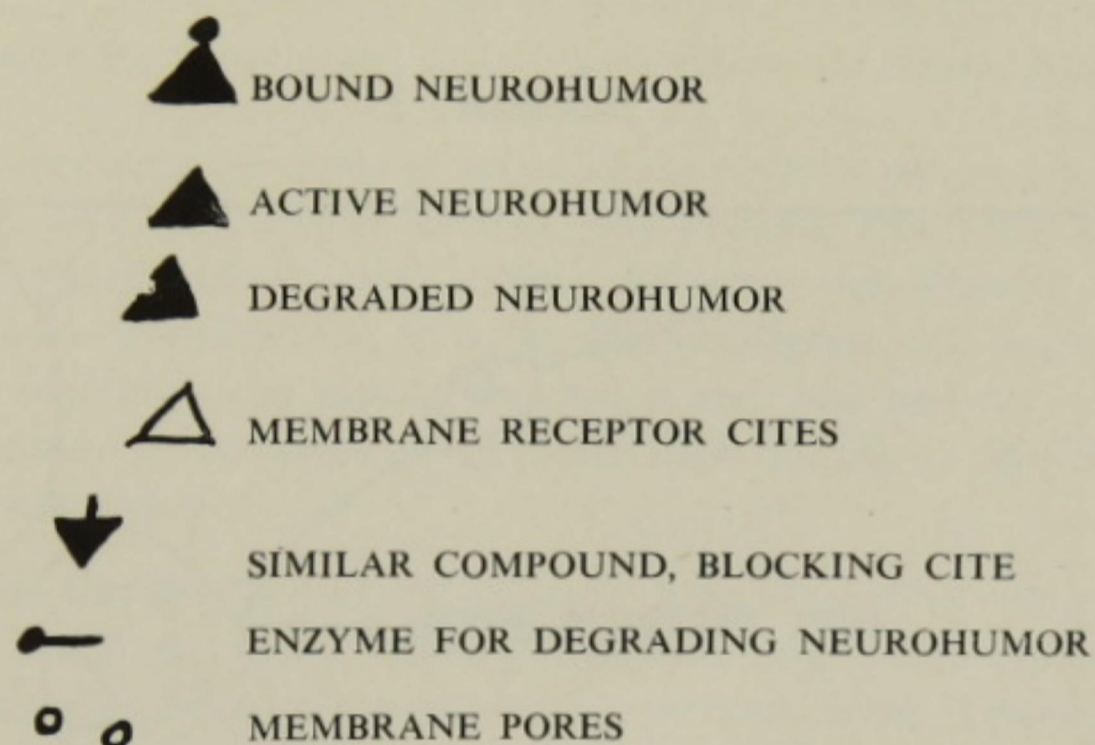 BOUND NEUROHUMOR
ACTIVE NEUROHUMOR
DEGRADED NEUROHUMOR
MEMBRANE RECEPTOR CITES
SIMILAR COMPOUND, BLOCKING CITE
ENZYME FOR DEGRADING NEUROHUMOR
MEMBRANE PORES